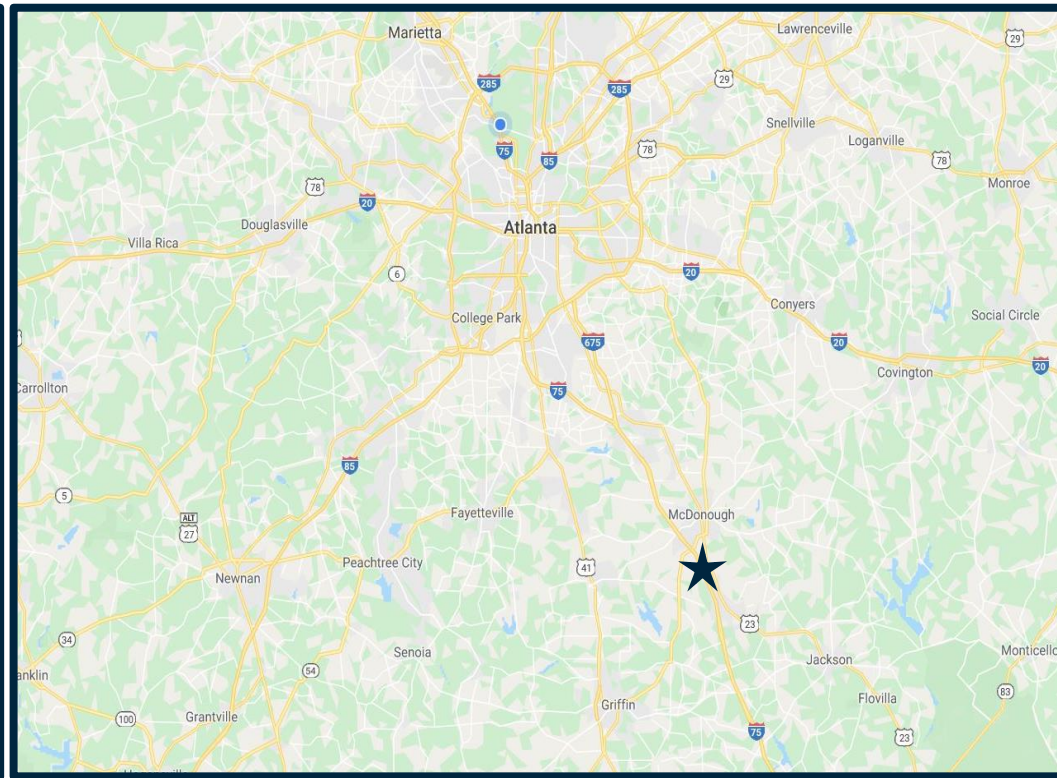 Marietta
Lawrenceville
29
285
285
29
Snellville
Loganville
75
85
78
78
Monroe
78
20
Atlanta
Douglasville
Villa Rica
6
20
Conyers
College Park
Social Circle
675
20
20
Covington
75
Carrollton
85
5
Fayetteville
McDonough
ALT
27
Peachtree City
41
Newnan
23
34
Senoia
Jackson
Monticello
54
anklin
Flovilla
83
Griffin
100
Grantville
75
23